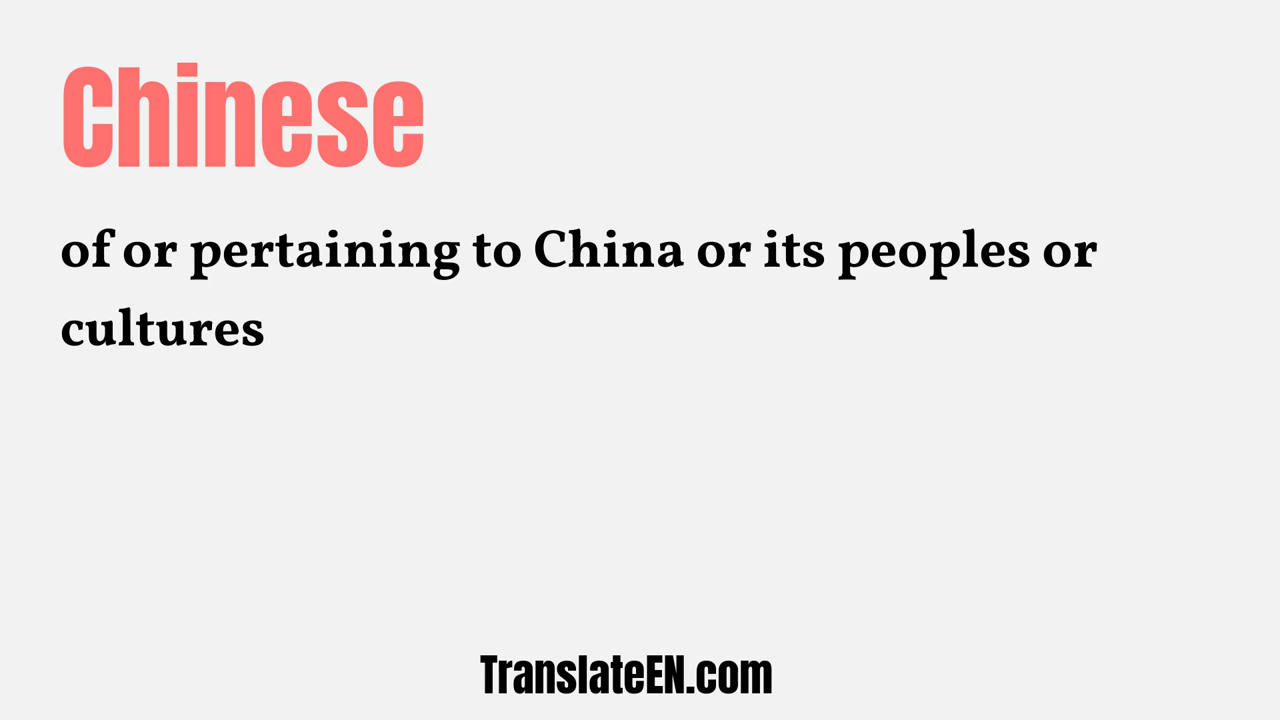 Chinese
of or pertaining to China or its peoples or
cultures
TranslateEN.com